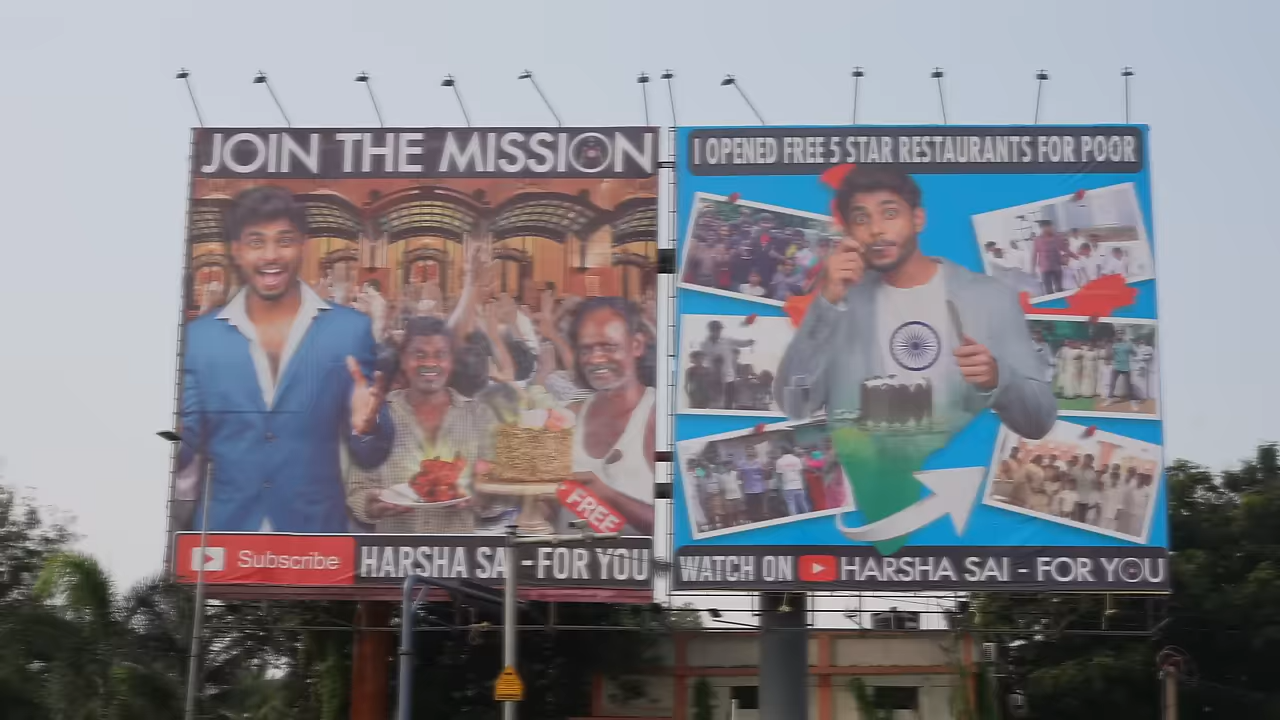 JOIN THE MISSION
FREE
Subscribe
HARSHA SAI -FOR YOU
I OPENED FREE 5 STAR RESTAURANTS FOR POOR
WATCH ON HARSHA SAI - FOR YOU